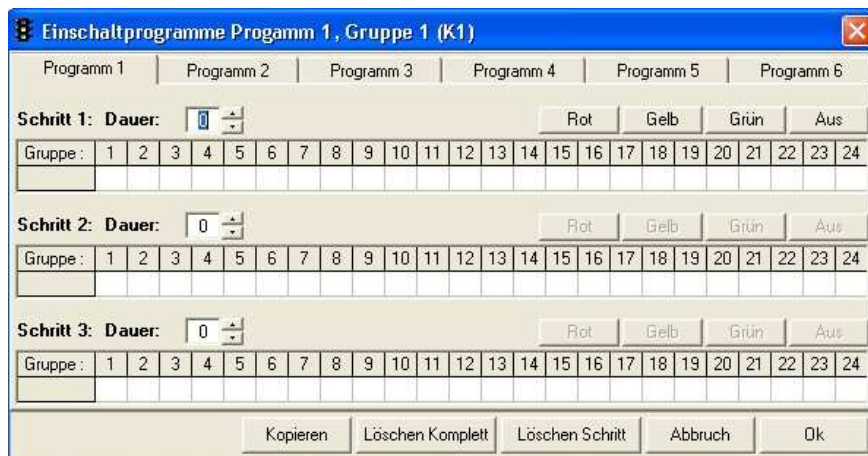 Einschaltprogramme Progamm 1, Gruppe 1 (K1)
Programm 1 Programm 2 Programm 3 Programm 4 Programm 5 Programm 6
Schritt 1: Dauer: 0 Rot Gelb Grün Aus
Gruppe : 1 2 3 4 5 6 7 8 9 10 11 12 13 14 15 16 17 18 19 20 21 22 23 24
Schritt 2: Dauer: 0 Rot Gelb Grün Aus
Gruppe : 1 2 3 4 5 6 7 8 9 10 11 12 13 14 15 16 17 18 19 20 21 22 23 24
Schritt 3: Dauer: 0 Rot Gelb Grün Aus
Gruppe : 1 2 3 4 5 6 7 8 9 10 11 12 13 14 15 16 17 18 19 20 21 22 23 24
Kopieren Löschen Komplett Löschen Schritt Abbruch Ok